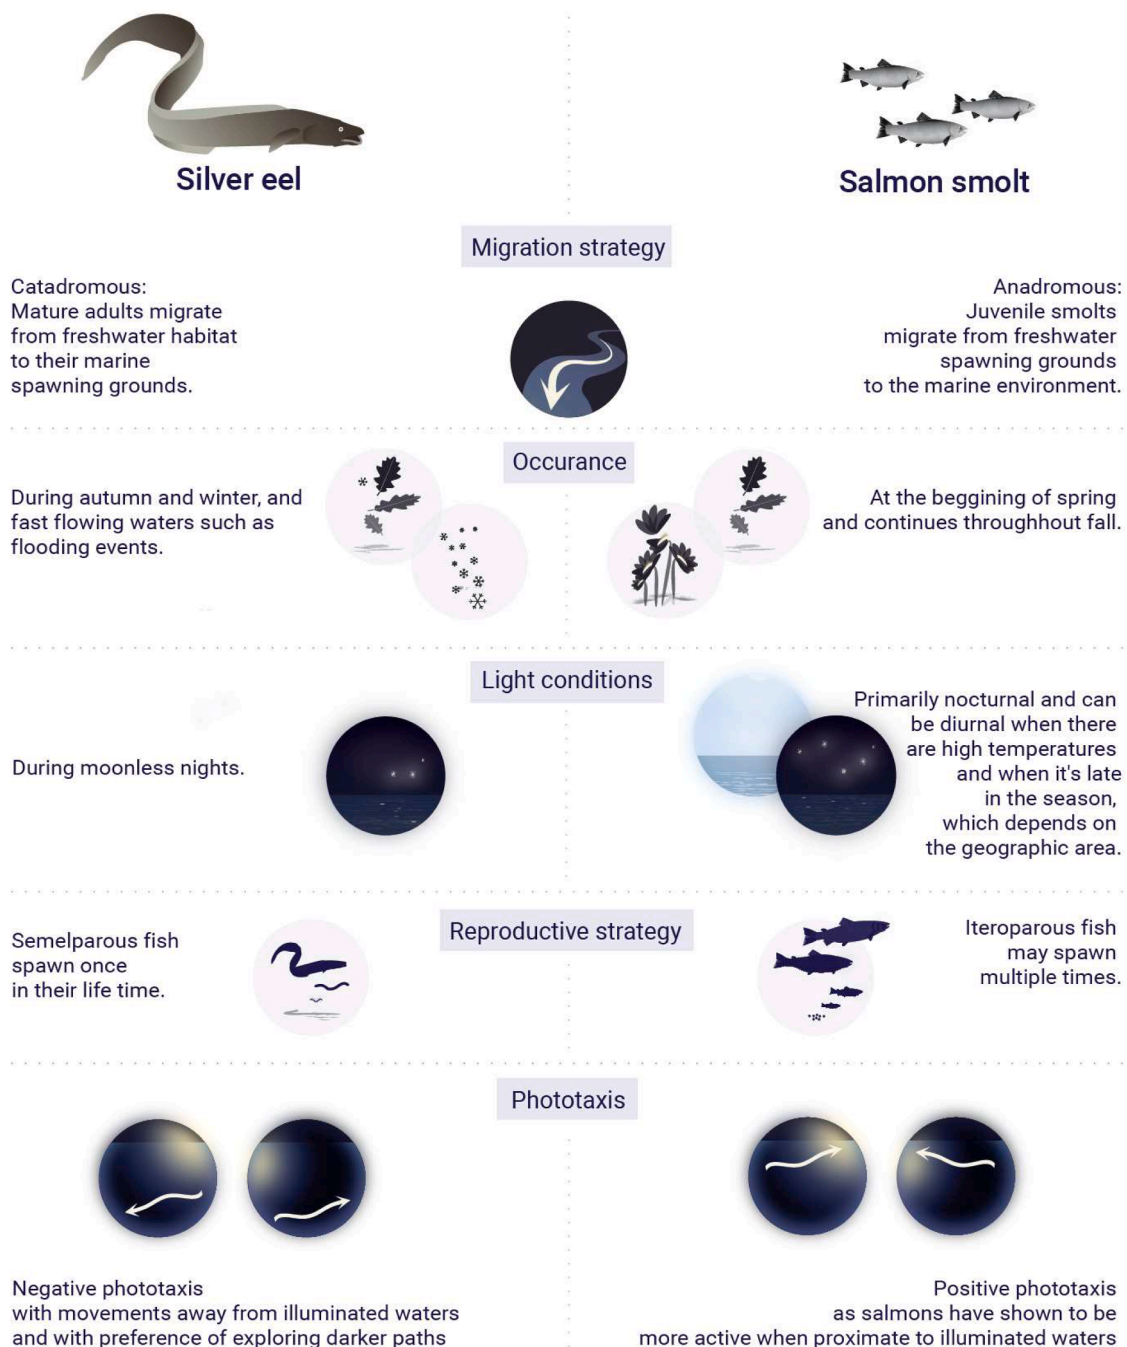 Silver eel
Salmon smolt
Migration strategy
Catadromous:
Mature adults migrate
from freshwater habitat
to their marine
spawning grounds.
Anadromous:
Juvenile smolts
migrate from freshwater
spawning grounds
to the marine environment.
Occurance
During autumn and winter, and
fast flowing waters such as
flooding events.
At the beggining of spring
and continues throughhout fall.
Light conditions
During moonless nights.
Primarily nocturnal and can
be diurnal when there
are high temperatures
and when it's late
in the season,
which depends on
the geographic area.
Reproductive strategy
Semelparous fish
spawn once
in their life time.
Iteroparous fish
may spawn
multiple times.
Phototaxis
Negative phototaxis
with movements away from illuminated waters
and with preference of exploring darker paths
Positive phototaxis
as salmons have shown to be
more active when proximate to illuminated waters